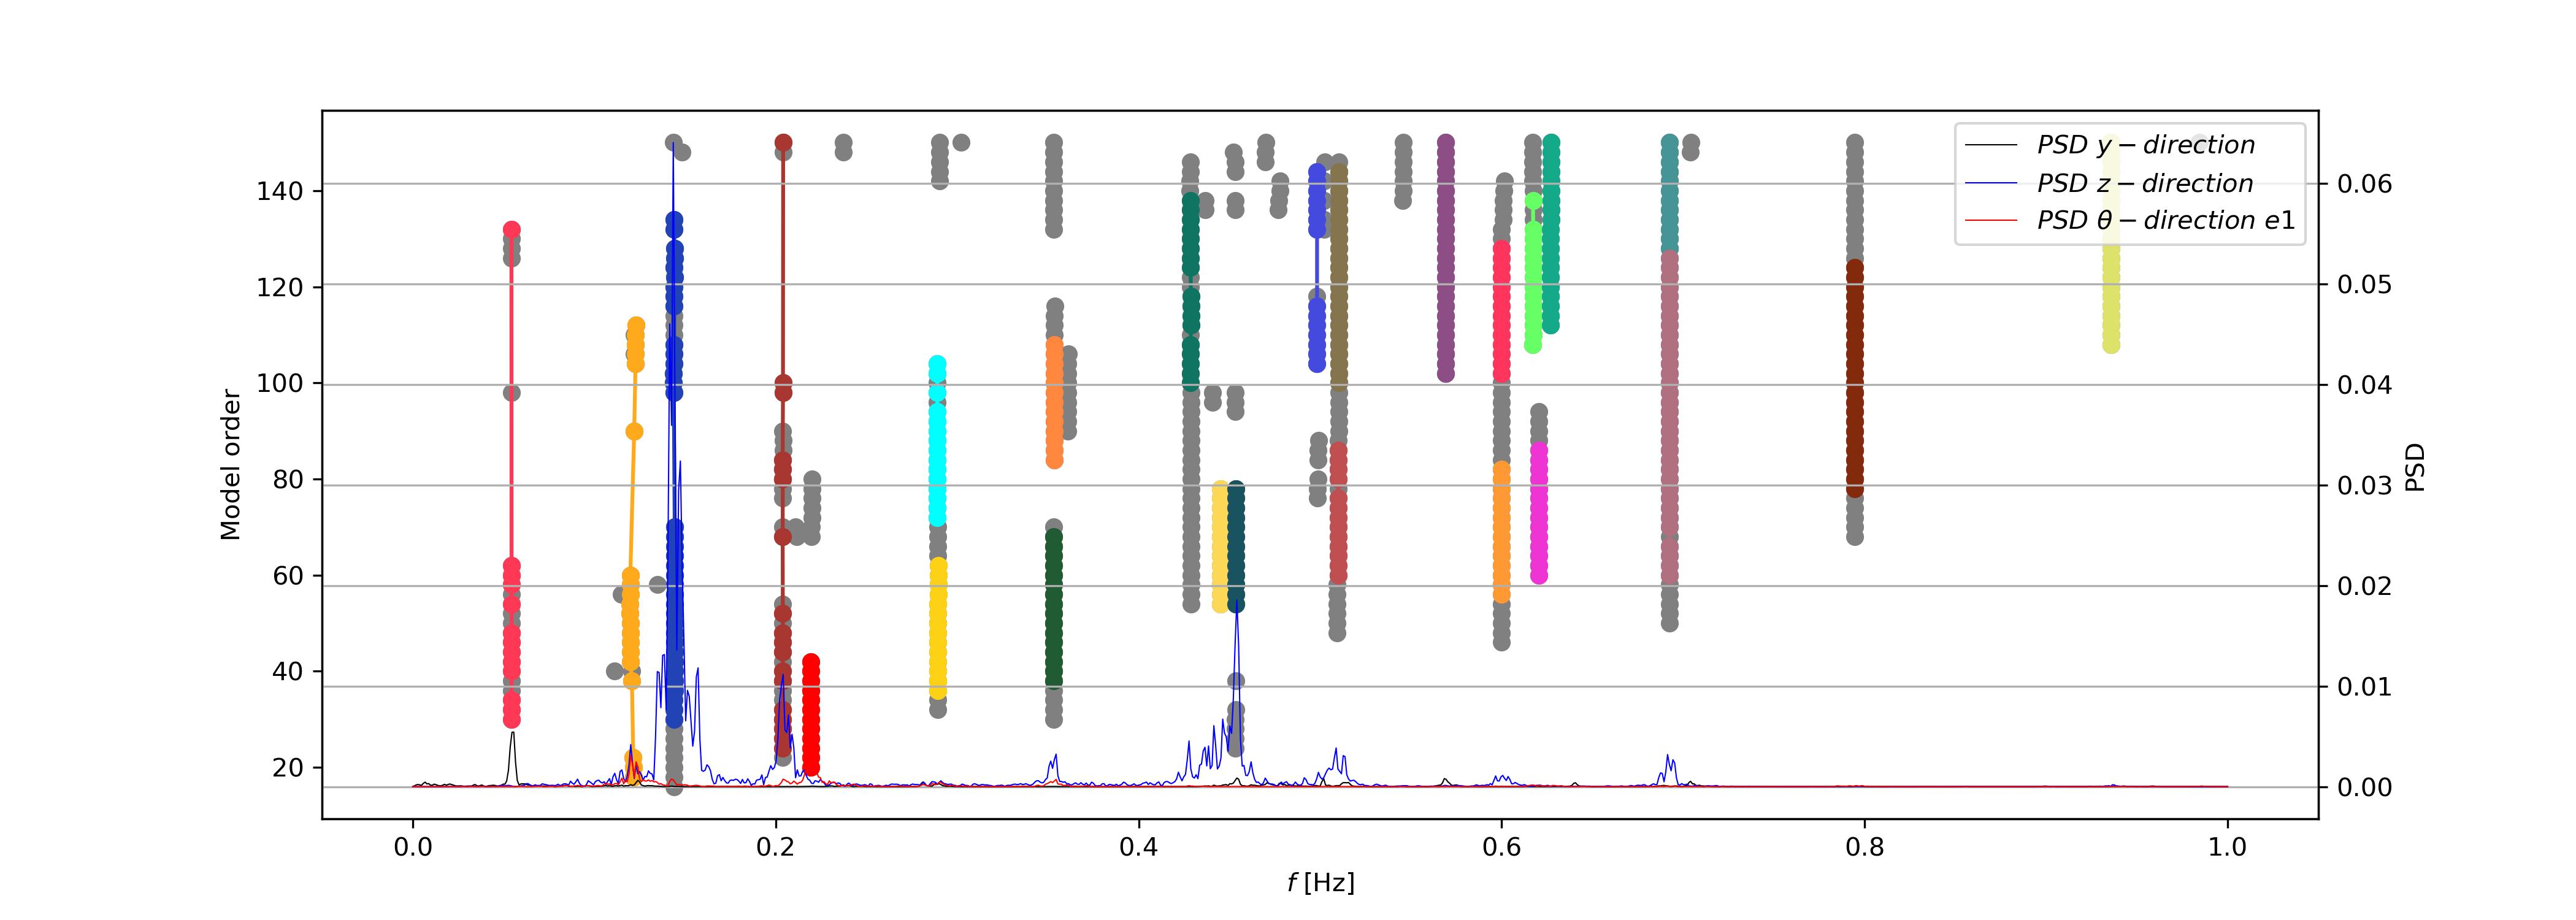 PSD y − direction
PSD z − direction
PSD θ − direction e1
Model order
140
120
100
80
60
40
20
0.06
0.05
0.04
0.03
0.02
0.01
0.00
PSD
0.0 0.2 0.4 0.6 0.8 1.0
f [Hz]